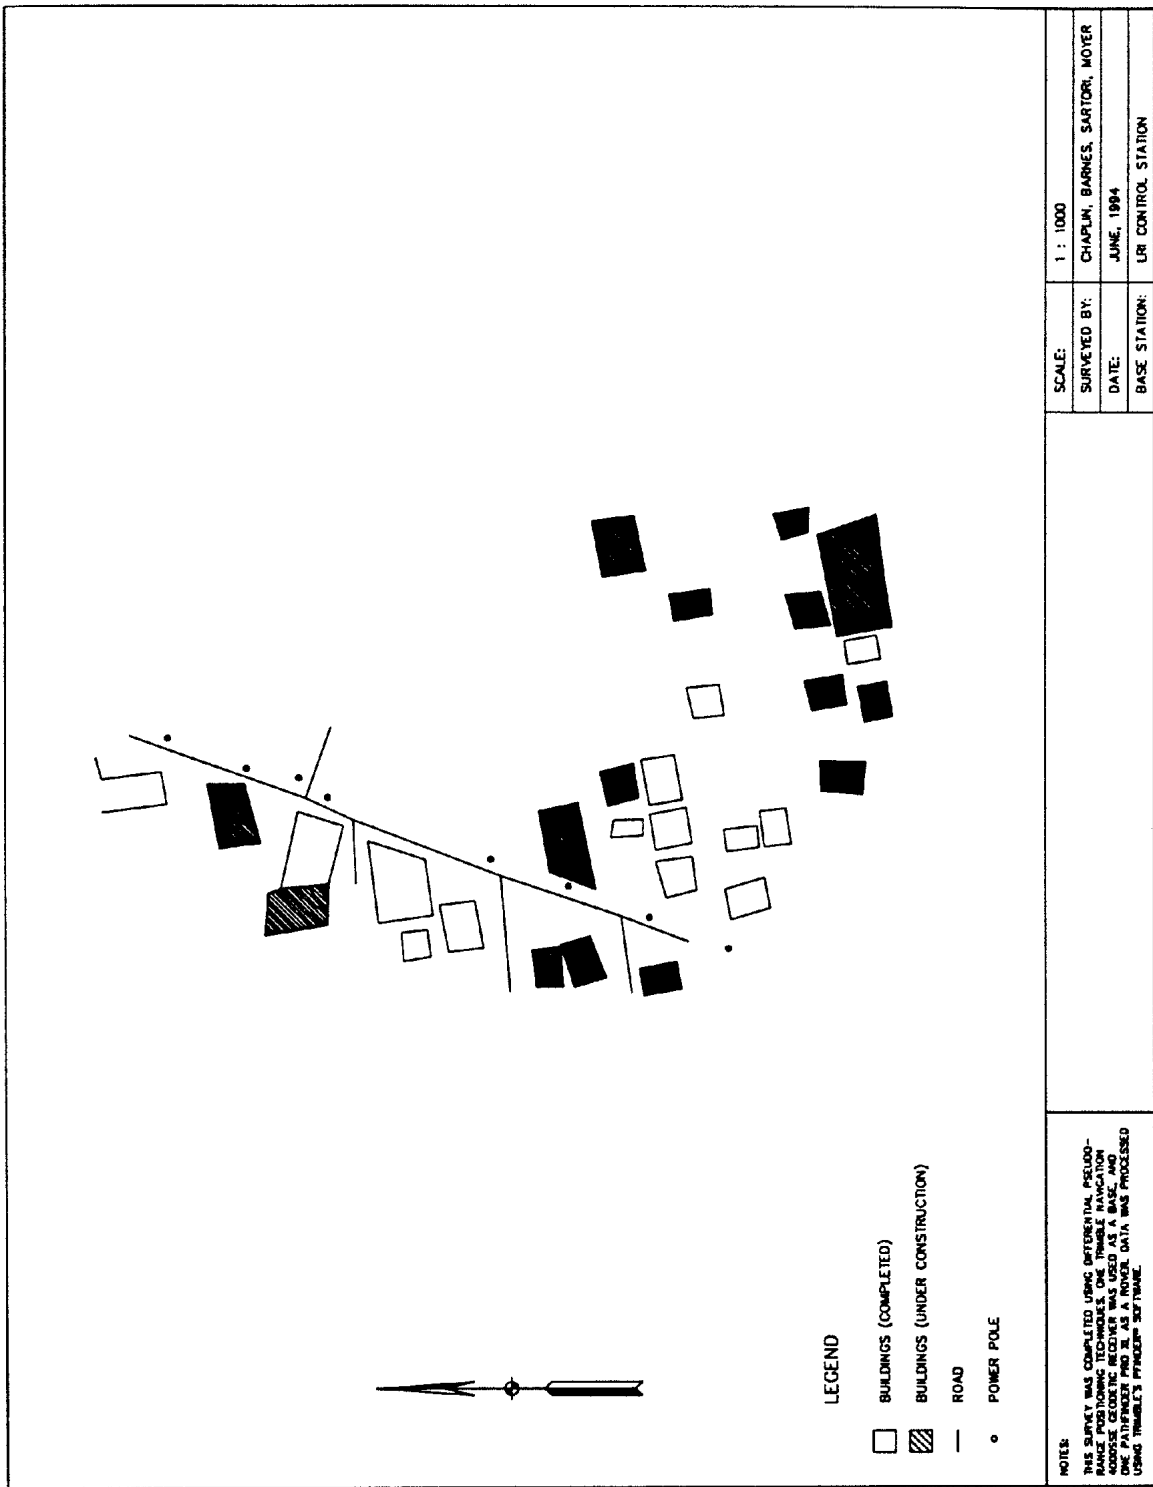 LEGEND
BUILDINGS (COMPLETED)
BUILDINGS (UNDER CONSTRUCTION)
ROAD
POWER POLE
NOTES:
THIS SURVEY WAS COMPLETED USING DIFFERENTIAL PSEUDO-
RANGE POSITIONING TECHNIQUES. ONE TRIMBLE NAVIGATION
4000SSE GEODETIC RECEIVER WAS USED AS A BASE, AND
ONE PATHFINDER PRO XL AS A ROVER. DATA WAS PROCESSED
USING TRIMBLE'S PFINDER SOFTWARE.
SCALE: 1 : 1000
SURVEYED BY: CHAPLIN, BARNES, SARTORI, MOYER
DATE: JUNE, 1994
BASE STATION: LRI CONTROL STATION